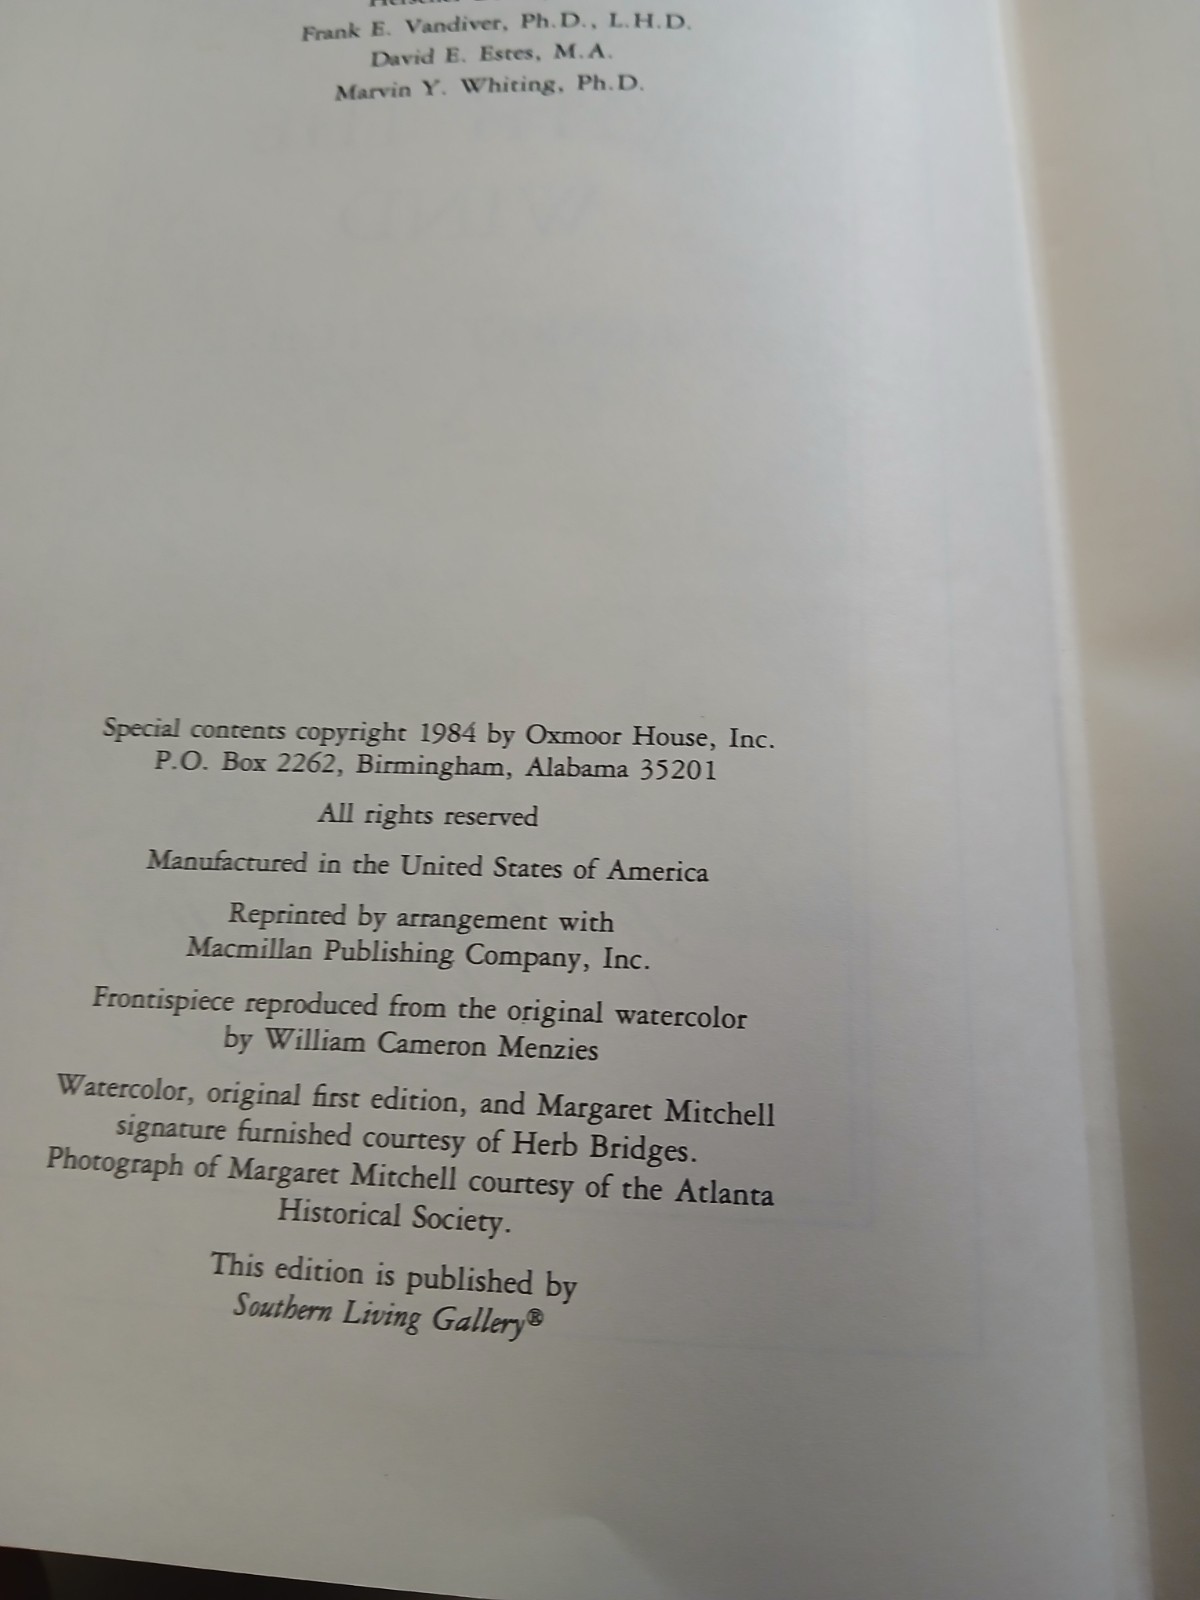 Frank E. Vandiver, Ph.D., L.H.D.
David E. Estes, M.A.
Marvin Y. Whiting, Ph.D.
WIND
Special contents copyright 1984 by Oxmoor House, Inc.
P.O. Box 2262, Birmingham, Alabama 35201
All rights reserved
Manufactured in the United States of America
Reprinted by arrangement with
Macmillan Publishing Company, Inc.
Frontispiece reproduced from the original watercolor
by William Cameron Menzies
Watercolor, original first edition, and Margaret Mitchell
signature furnished courtesy of Herb Bridges.
Photograph of Margaret Mitchell courtesy of the Atlanta
Historical Society.
This edition is published by
Southern Living Gallery®